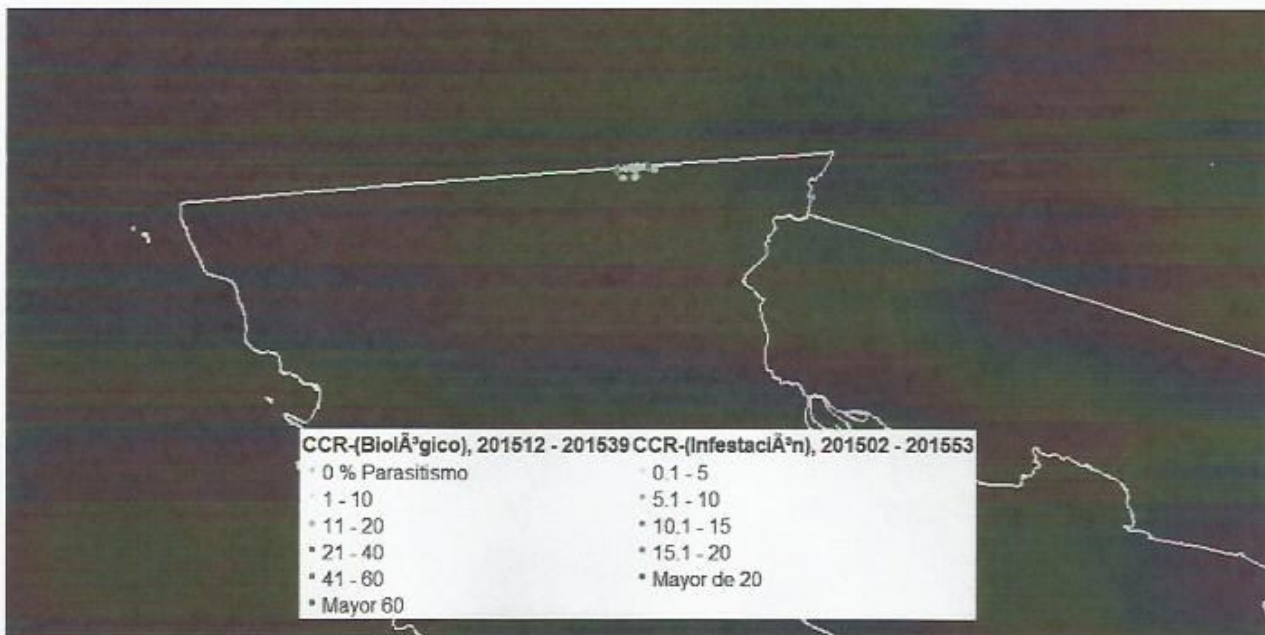 CCR-(BiolÃ³gico), 201512 - 201539
0 % Parasitismo
1 - 10
11 - 20
21 - 40
41 - 60
Mayor 60
CCR-(InfestaciÃ³n), 201502 - 201553
0.1 - 5
5.1 - 10
10.1 - 15
15.1 - 20
Mayor de 20